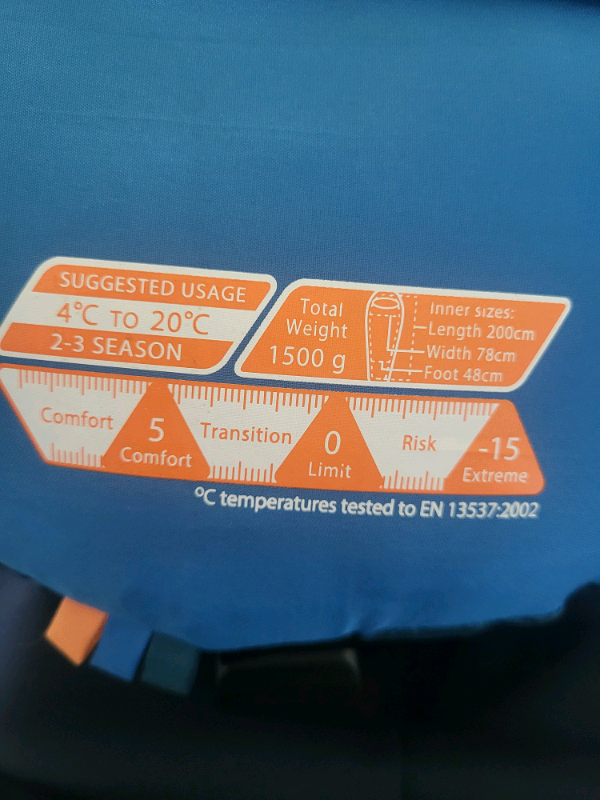 SUGGESTED USAGE
4°C TO 20°C
2-3 SEASON
Total
Weight
1500 g
Inner sizes:
Length 200cm
Width 78cm
Foot 48cm
Comfort
5
Comfort
Transition
0
Limit
Risk
-15
Extreme
°C temperatures tested to EN 13537:2002